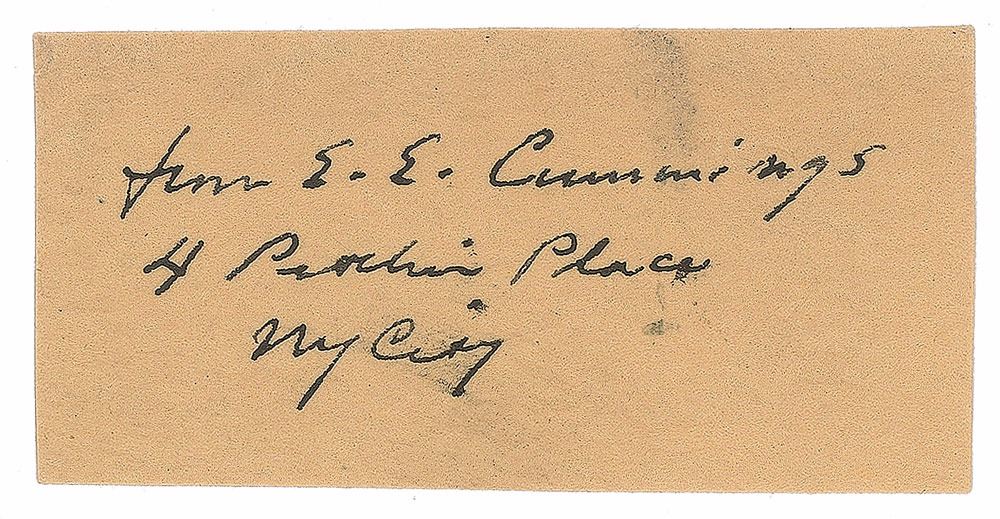 from E. E. Cummings
4 Patchin Place
NY City